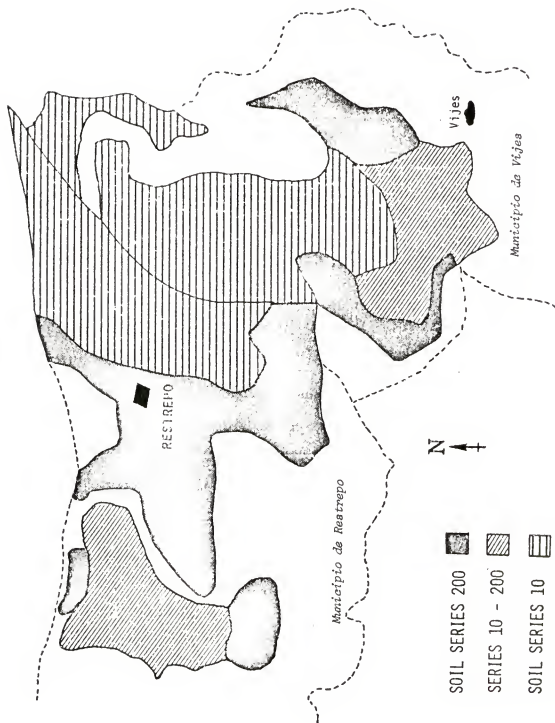 RESTREPO
Vijes
Municipio de Vijes
Municipio de Restrepo
N
SOIL SERIES 200
SERIES 10 - 200
SOIL SERIES 10